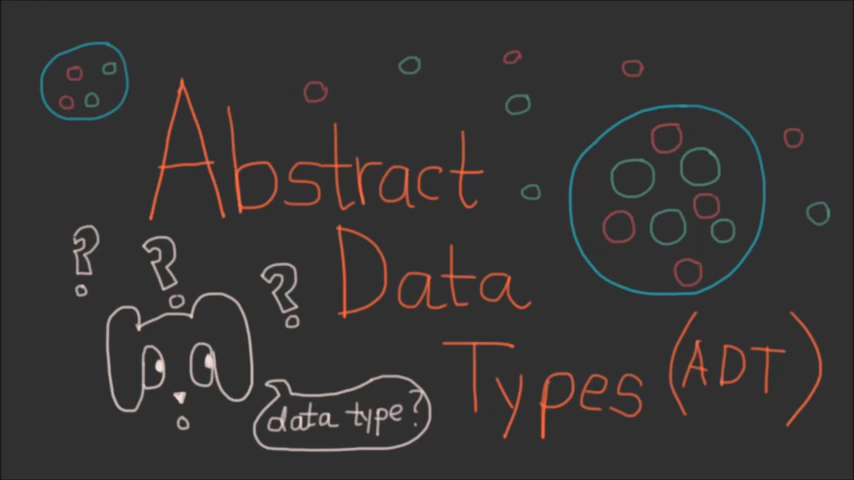 Abstract
Data
Types (ADT)
? ? ?
data type?